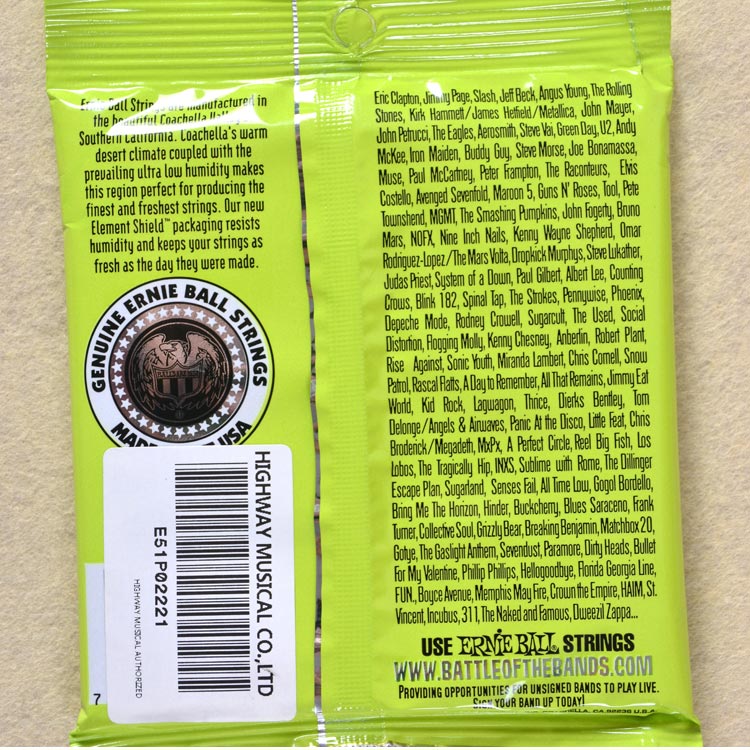 Ernie Ball Strings are manufactured in
the beautiful Coachella Valley,
Southern California. Coachella's warm
desert climate coupled with the
prevailing ultra low humidity makes
this region perfect for producing the
finest and freshest strings. Our new
Element Shield™ packaging resists
humidity and keeps your strings as
fresh as the day they were made.
GENUINE ERNIE BALL STRINGS
USA
HIGHWAY MUSICAL CO.,LTD
E51P02221
HIGHWAY MUSICAL AUTHORIZED
7
Eric Clapton, Jimmy Page, Slash, Jeff Beck, Angus Young, The Rolling
Stones, Kirk Hammett/James Hetfield/Metallica, John Mayer,
John Petrucci, The Eagles, Aerosmith, Steve Vai, Green Day, U2, Andy
McKee, Iron Maiden, Buddy Guy, Steve Morse, Joe Bonamassa,
Muse, Paul McCartney, Peter Frampton, The Raconteurs, Elvis
Costello, Avenged Sevenfold, Maroon 5, Guns N' Roses, Tool, Pete
Townshend, MGMT, The Smashing Pumpkins, John Fogerty, Bruno
Mars, NOFX, Nine Inch Nails, Kenny Wayne Shepherd, Omar
Rodriguez-Lopez/The Mars Volta, Dropkick Murphys, Steve Lukather,
Judas Priest, System of a Down, Paul Gilbert, Albert Lee, Counting
Crows, Blink 182, Spinal Tap, The Strokes, Pennywise, Phoenix,
Depeche Mode, Rodney Crowell, Sugarcult, The Used, Social
Distortion, Flogging Molly, Kenny Chesney, Anberlin, Robert Plant,
Rise Against, Sonic Youth, Miranda Lambert, Chris Cornell, Snow
Patrol, Rascal Flatts, A Day to Remember, All That Remains, Jimmy Eat
World, Kid Rock, Lagwagon, Thrice, Dierks Bentley, Tom
Delonge/Angels & Airwaves, Panic At the Disco, Little Feat, Chris
Broderick/Megadeth, MxPx, A Perfect Circle, Reel Big Fish, Los
Lobos, The Tragically Hip, INXS, Sublime with Rome, The Dillinger
Escape Plan, Sugarland, Senses Fail, All Time Low, Gogol Bordello,
Bring Me The Horizon, Hinder, Buckcherry, Blues Saraceno, Frank
Turner, Collective Soul, Grizzly Bear, Breaking Benjamin, Matchbox 20,
Gotye, The Gaslight Anthem, Sevendust, Paramore, Dirty Heads, Bullet
For My Valentine, Phillip Phillips, Hellogoodbye, Florida Georgia Line,
FUN., Boyce Avenue, Memphis May Fire, Crown the Empire, HAIM, St.
Vincent, Incubus, 311, The Naked and Famous, Dweezil Zappa...
USE ERNIE BALL STRINGS
WWW.BATTLEOFTHEBANDS.COM
PROVIDING OPPORTUNITIES FOR UNSIGNED BANDS TO PLAY LIVE.
SIGN YOUR BAND UP TODAY!